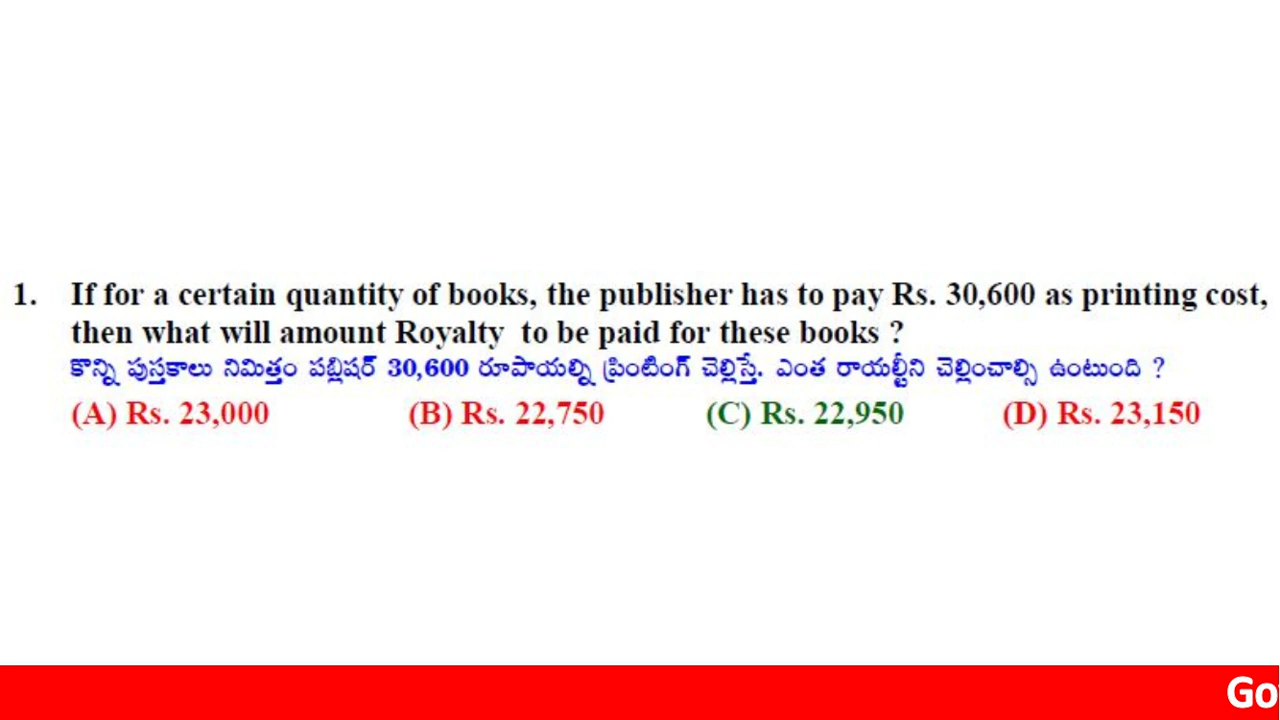 1. If for a certain quantity of books, the publisher has to pay Rs. 30,600 as printing cost,
then what will amount Royalty to be paid for these books ?
కొన్ని పుస్తకాలు నిమిత్తం పబ్లిషర్ 30,600 రూపాయల్ని ప్రింటింగ్ చెల్లిస్తే. ఎంత రాయల్టీని చెల్లించాల్సి ఉంటుంది ?
(A) Rs. 23,000 (B) Rs. 22,750 (C) Rs. 22,950 (D) Rs. 23,150